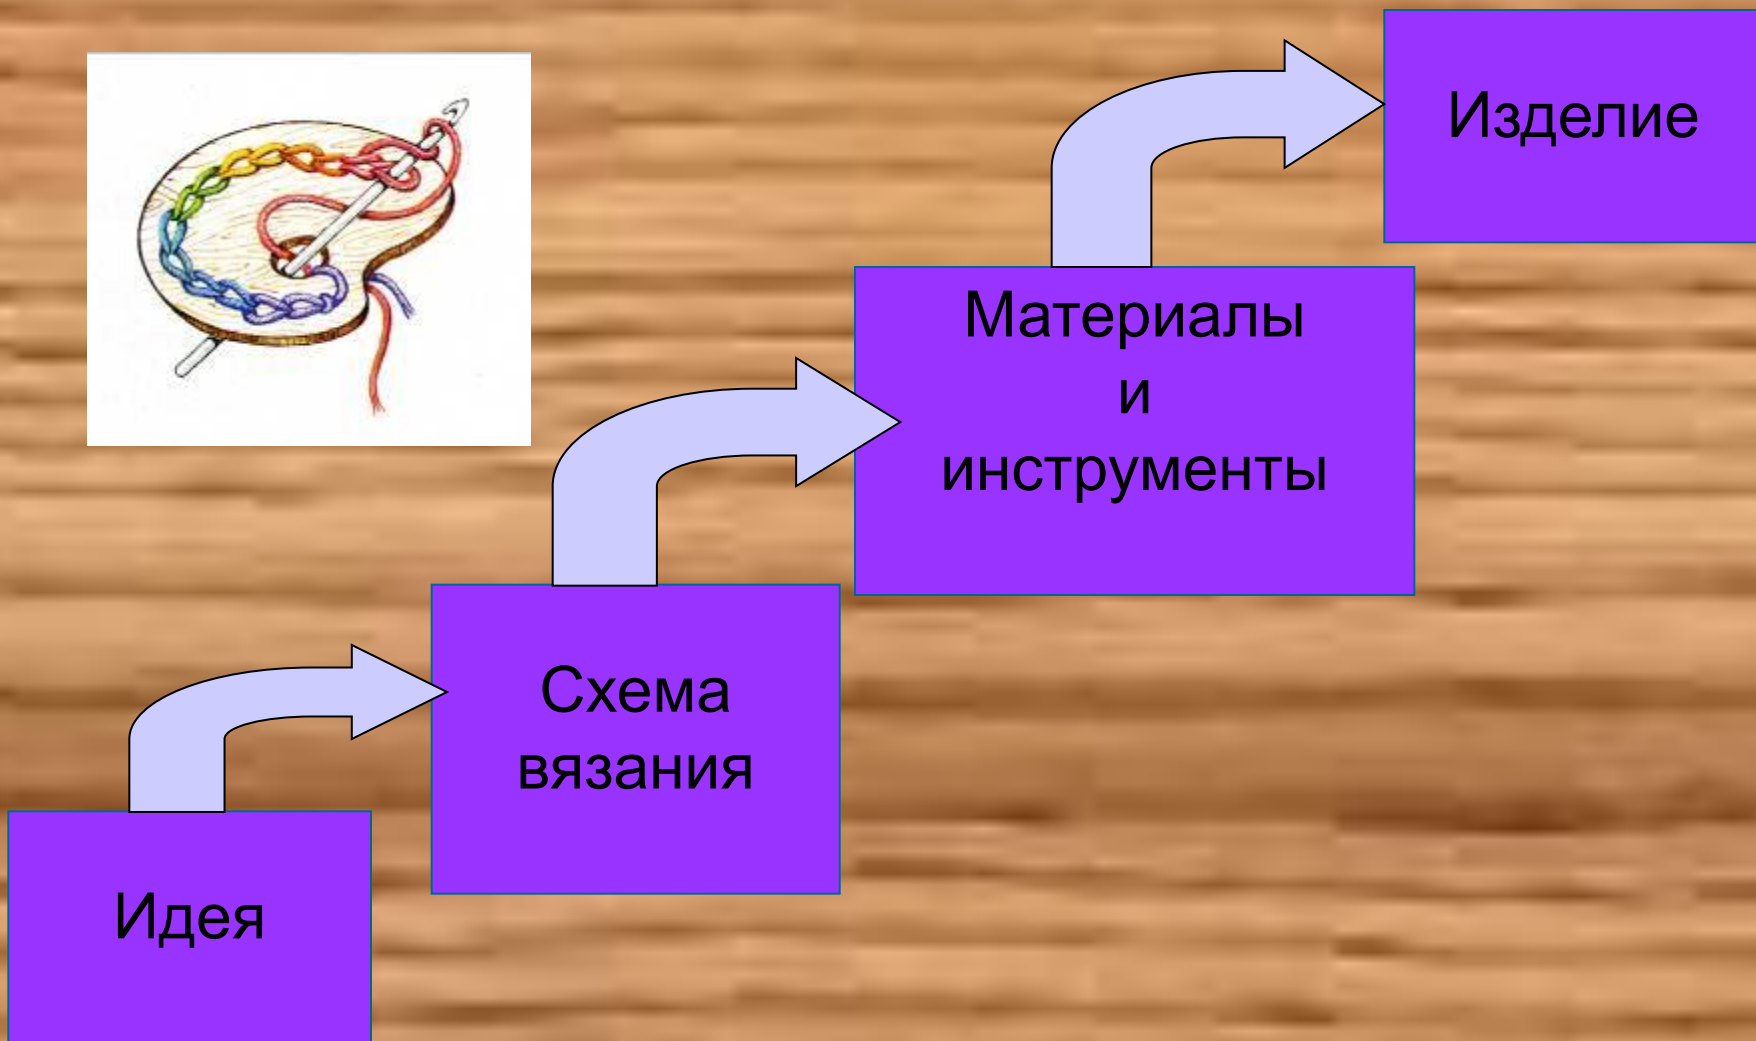 Идея
Схема
вязания
Материалы
и
инструменты
Изделие